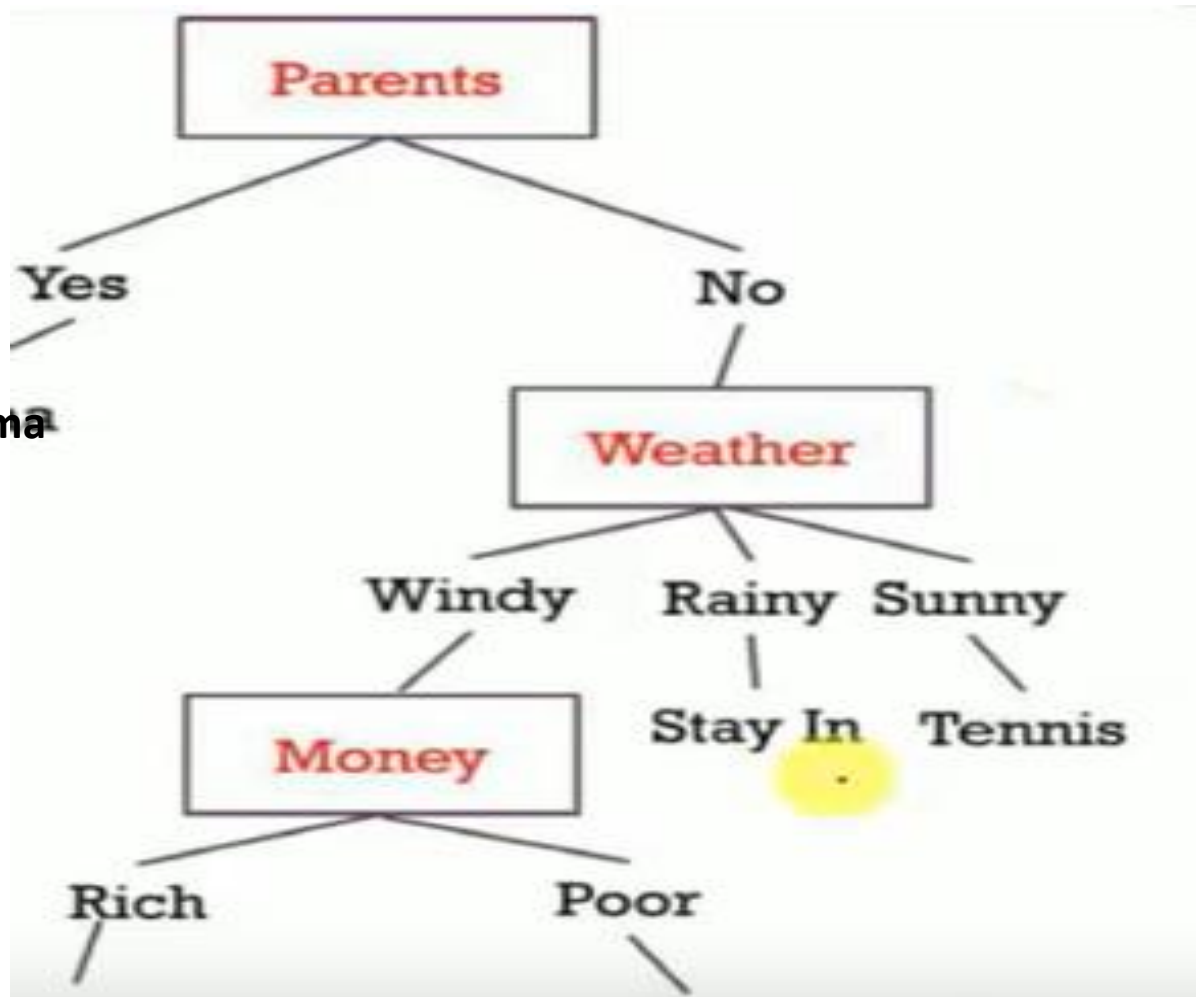 Parents
Yes No
ma
Weather
Windy Rainy Sunny
Money Stay In Tennis
Rich Poor